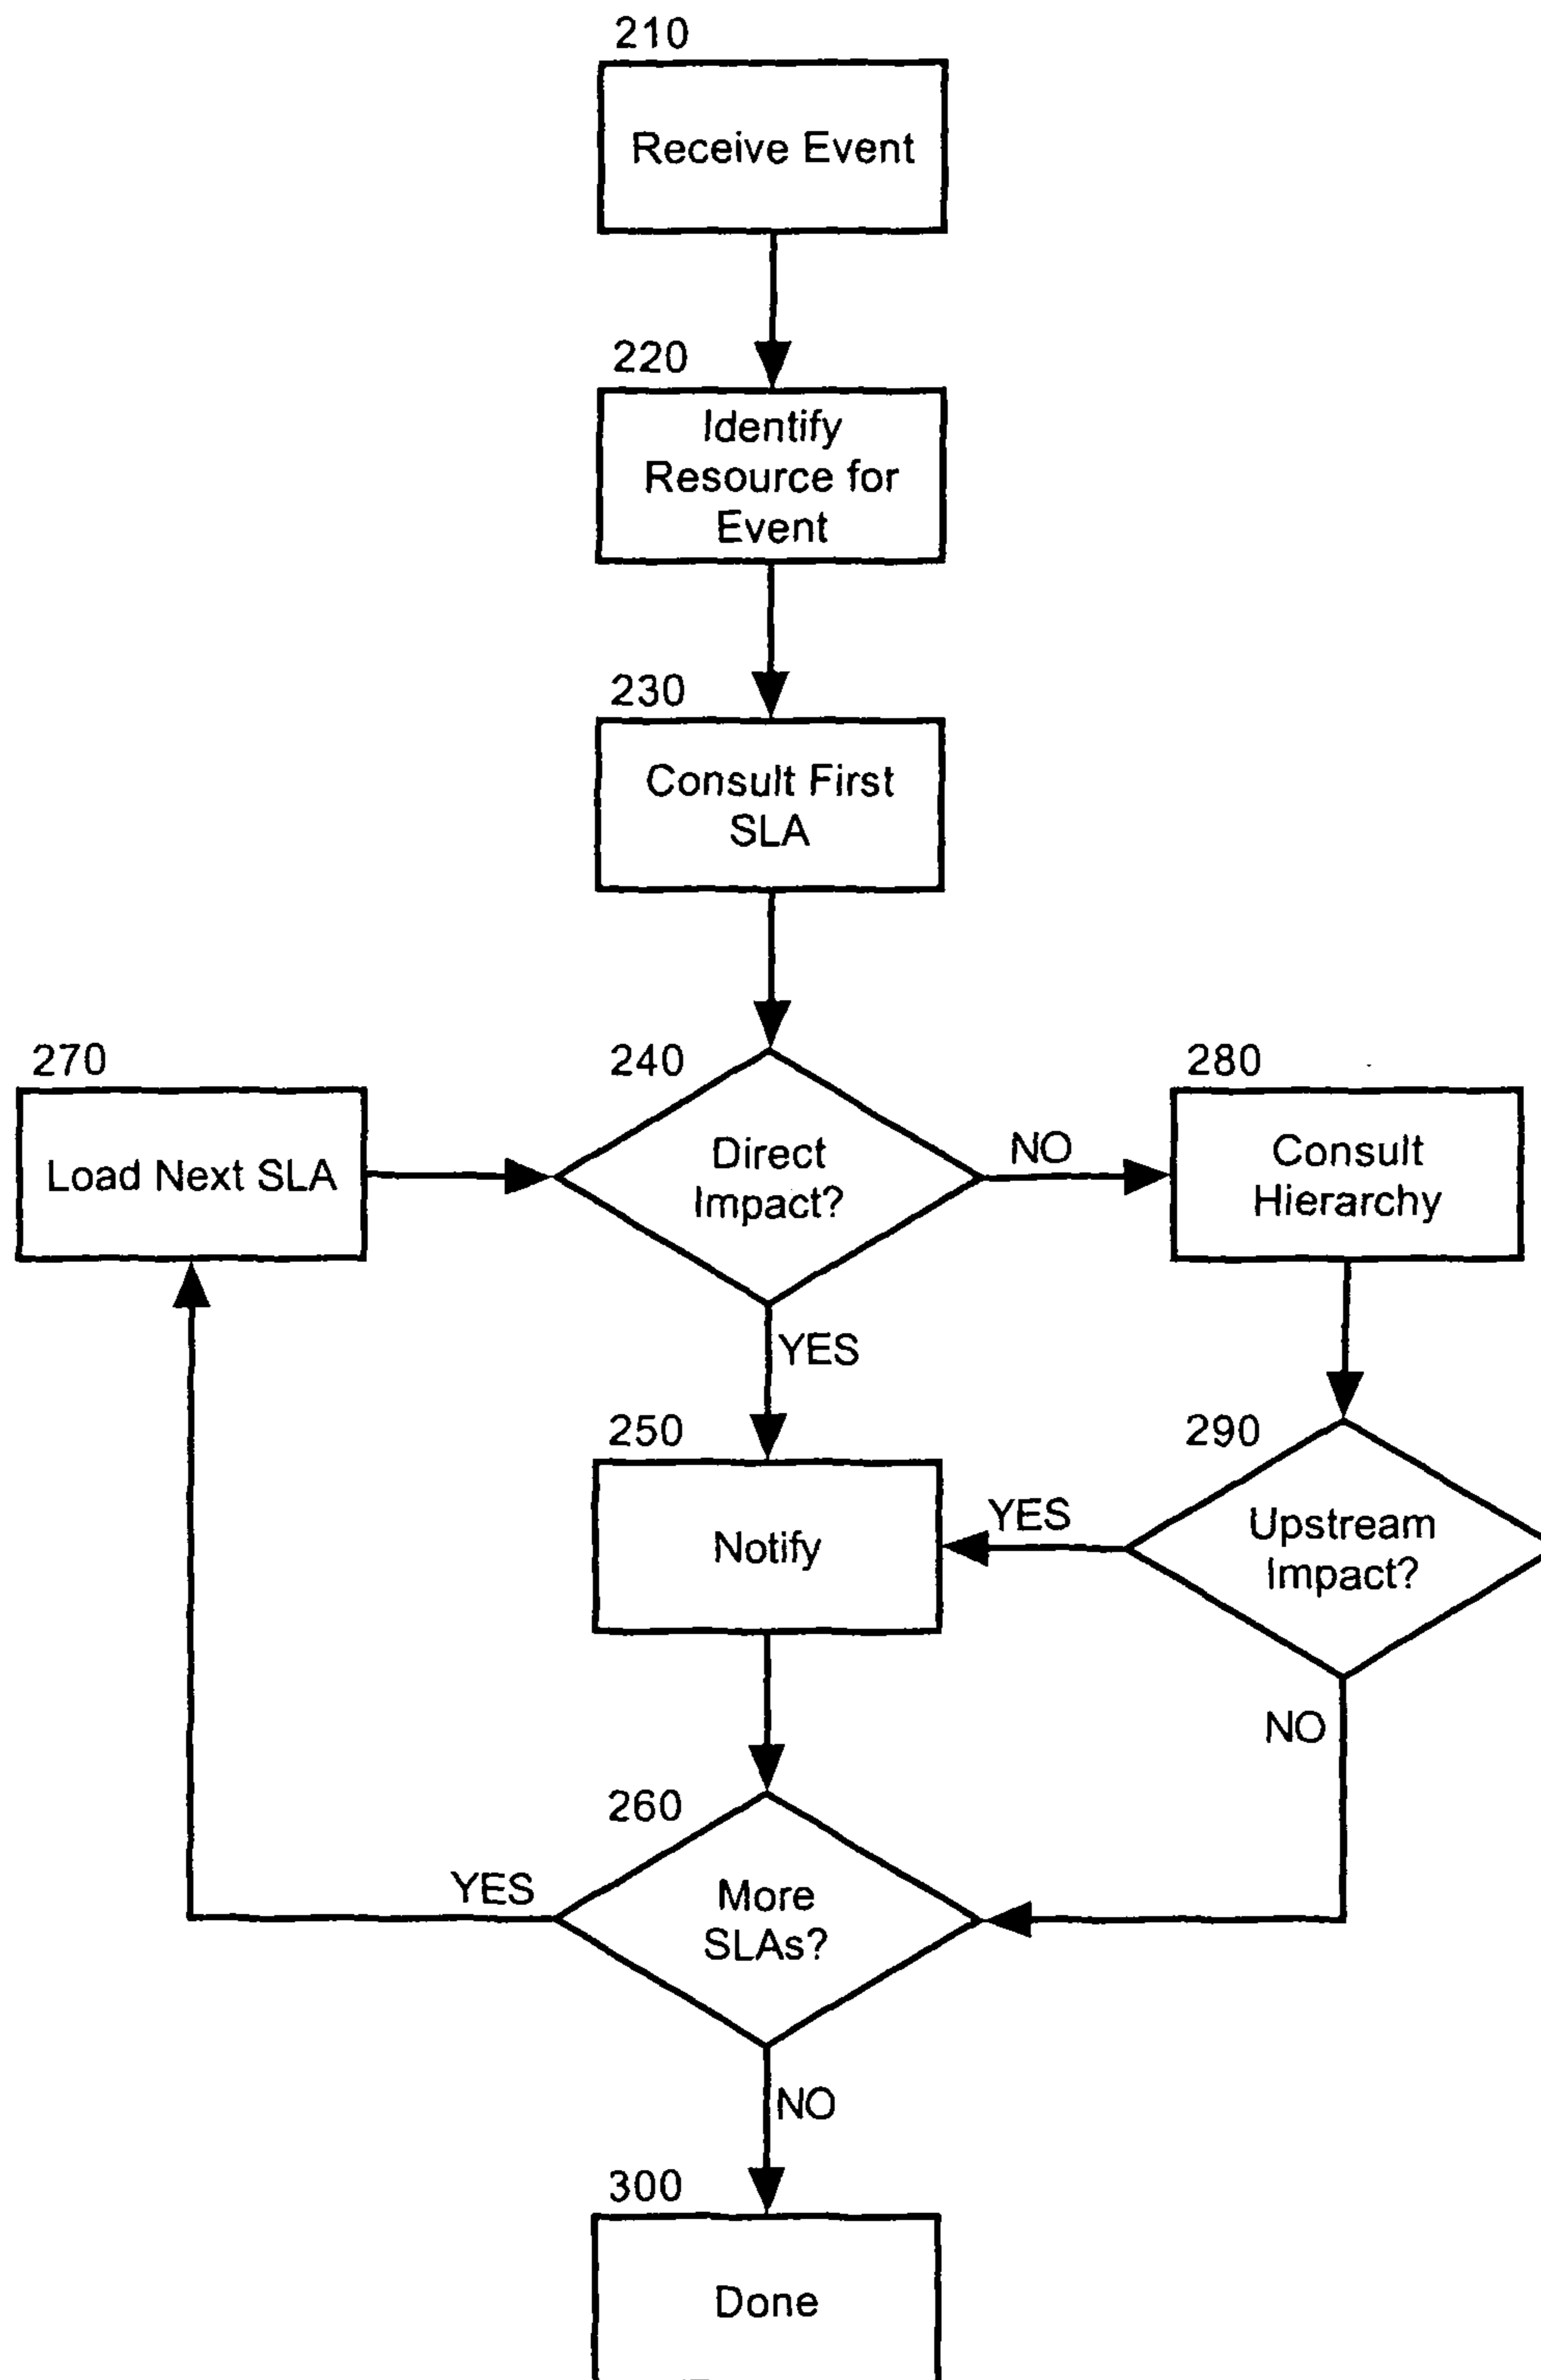 210
Receive Event
220
Identify
Resource for
Event
230
Consult First
SLA
270
Load Next SLA
240
Direct
Impact?
NO
280
Consult
Hierarchy
YES
250
Notify
YES
290
Upstream
Impact?
NO
260
More
SLAs?
YES
NO
300
Done